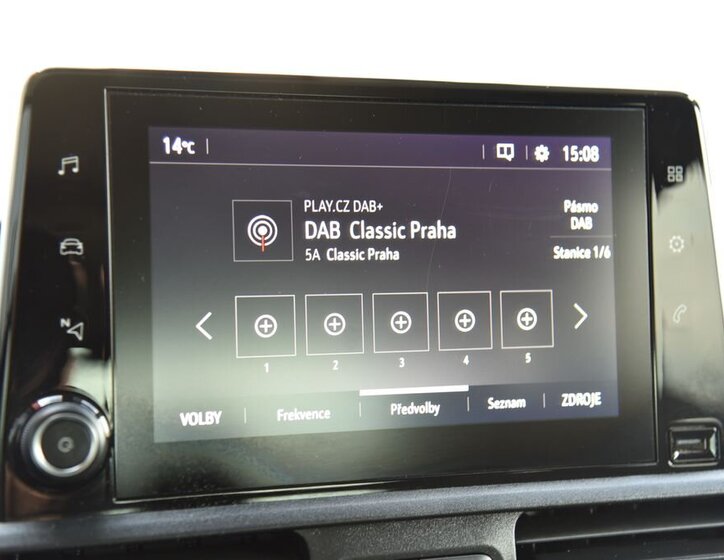 14°C
15:08
PLAY.CZ DAB+
DAB Classic Praha
5A Classic Praha
Pásmo
DAB
Stanice 1/6
1 2 3 4 5
VOLBY Frekvence Předvolby Seznam ZDROJE
N